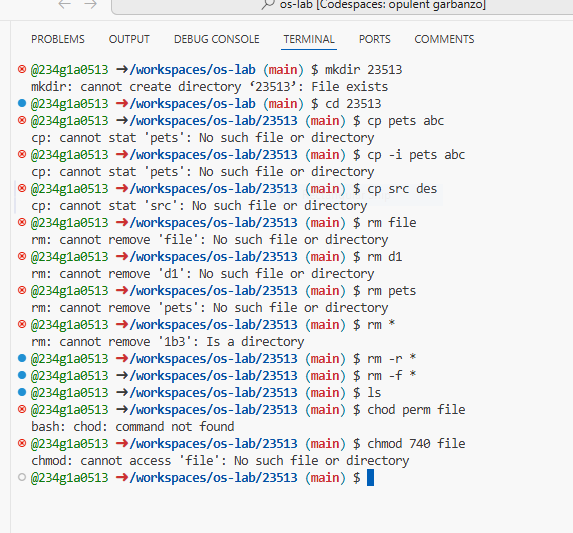 os-lab [Codespaces: opulent garbanzo]
PROBLEMS OUTPUT DEBUG CONSOLE TERMINAL PORTS COMMENTS
@234g1a0513 ➜/workspaces/os-lab (main) $ mkdir 23513
mkdir: cannot create directory ‘23513’: File exists
@234g1a0513 ➜/workspaces/os-lab (main) $ cd 23513
@234g1a0513 ➜/workspaces/os-lab/23513 (main) $ cp pets abc
cp: cannot stat 'pets': No such file or directory
@234g1a0513 ➜/workspaces/os-lab/23513 (main) $ cp -i pets abc
cp: cannot stat 'pets': No such file or directory
@234g1a0513 ➜/workspaces/os-lab/23513 (main) $ cp src des
cp: cannot stat 'src': No such file or directory
@234g1a0513 ➜/workspaces/os-lab/23513 (main) $ rm file
rm: cannot remove 'file': No such file or directory
@234g1a0513 ➜/workspaces/os-lab/23513 (main) $ rm d1
rm: cannot remove 'd1': No such file or directory
@234g1a0513 ➜/workspaces/os-lab/23513 (main) $ rm pets
rm: cannot remove 'pets': No such file or directory
@234g1a0513 ➜/workspaces/os-lab/23513 (main) $ rm *
rm: cannot remove '1b3': Is a directory
@234g1a0513 ➜/workspaces/os-lab/23513 (main) $ rm -r *
@234g1a0513 ➜/workspaces/os-lab/23513 (main) $ rm -f *
@234g1a0513 ➜/workspaces/os-lab/23513 (main) $ ls
@234g1a0513 ➜/workspaces/os-lab/23513 (main) $ chod perm file
bash: chod: command not found
@234g1a0513 ➜/workspaces/os-lab/23513 (main) $ chmod 740 file
chmod: cannot access 'file': No such file or directory
@234g1a0513 ➜/workspaces/os-lab/23513 (main) $